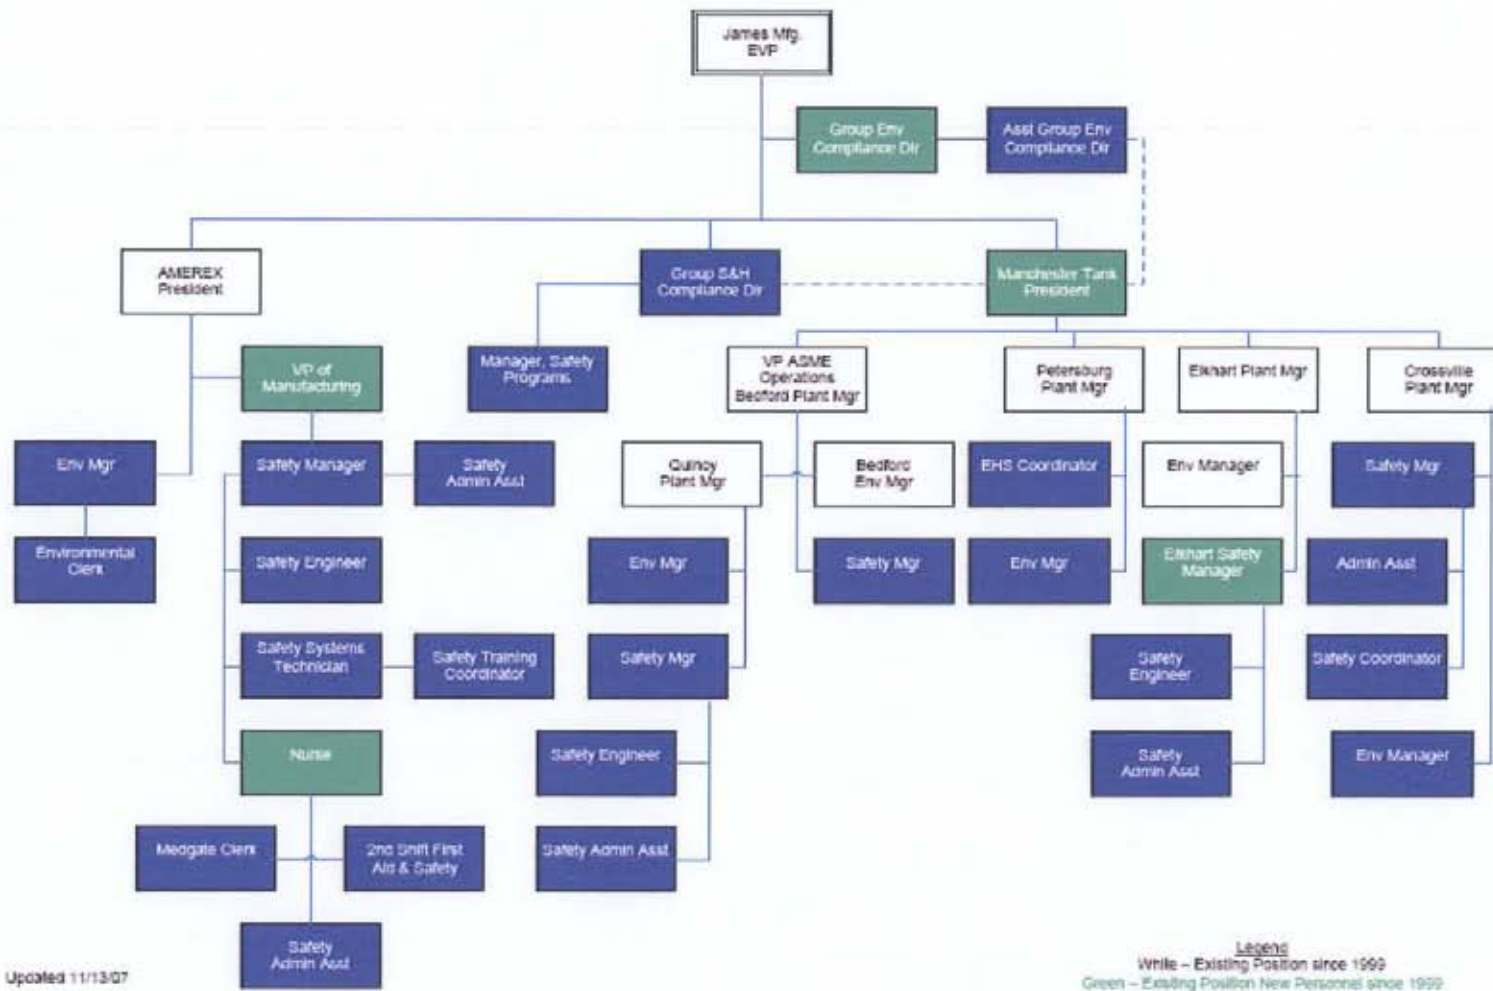 James Mfg.
EVP
Group Env
Compliance Dir
Asst Group Env
Compliance Dir
AMEREX
President
Group S&H
Compliance Dir
Manchester Tank
President
VP of
Manufacturing
Manager, Safety
Programs
VP ASME
Operations
Bedford Plant Mgr
Petersburg
Plant Mgr
Elkhart Plant Mgr
Crossville
Plant Mgr
Env Mgr
Safety Manager
Safety
Admin Asst
Quincy
Plant Mgr
Bedford
Env Mgr
EHS Coordinator
Env Manager
Safety Mgr
Environmental
Clerk
Safety Engineer
Env Mgr
Safety Mgr
Env Mgr
Elkhart Safety
Manager
Admin Asst
Safety Systems
Technician
Safety Training
Coordinator
Safety Mgr
Safety
Engineer
Safety Coordinator
Nurse
Safety Engineer
Safety
Admin Asst
Env Manager
Medgate Clerk
2nd Shift First
Aid & Safety
Safety Admin Asst
Safety
Admin Asst
Updated 11/13/07
Legend
White – Existing Position since 1999
Green – Existing Position New Personnel since 1999